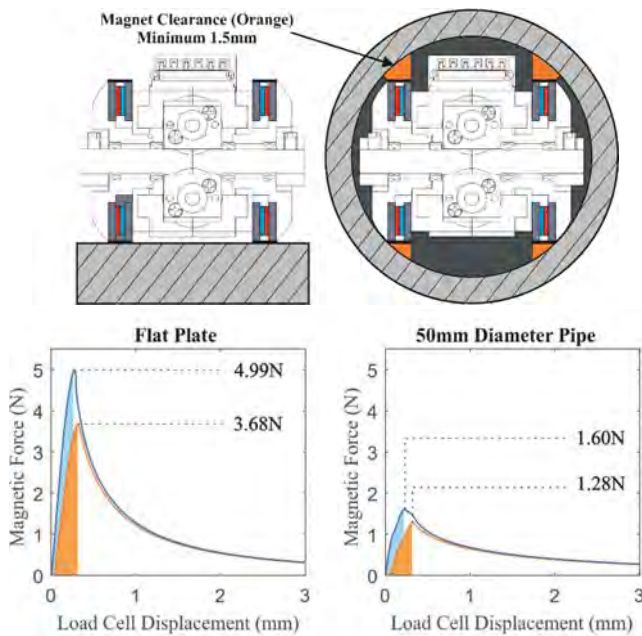 Magnet Clearance (Orange)
Minimum 1.5mm
Flat Plate
50mm Diameter Pipe
Magnetic Force (N)
5
4
3
2
1
0
4.99N
3.68N
0 1 2 3
Load Cell Displacement (mm)
Magnetic Force (N)
5
4
3
2
1
0
1.60N
1.28N
0 1 2 3
Load Cell Displacement (mm)